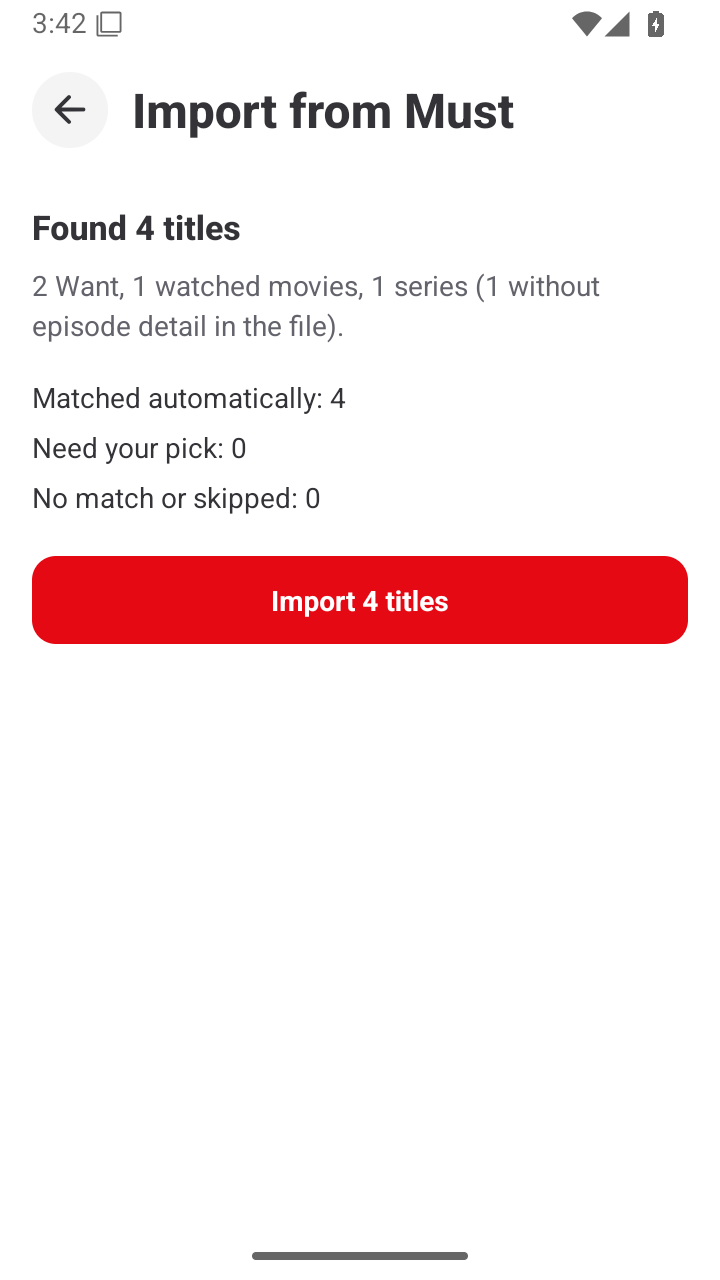 3:42
Import from Must
Found 4 titles
2 Want, 1 watched movies, 1 series (1 without
episode detail in the file).
Matched automatically: 4
Need your pick: 0
No match or skipped: 0
Import 4 titles